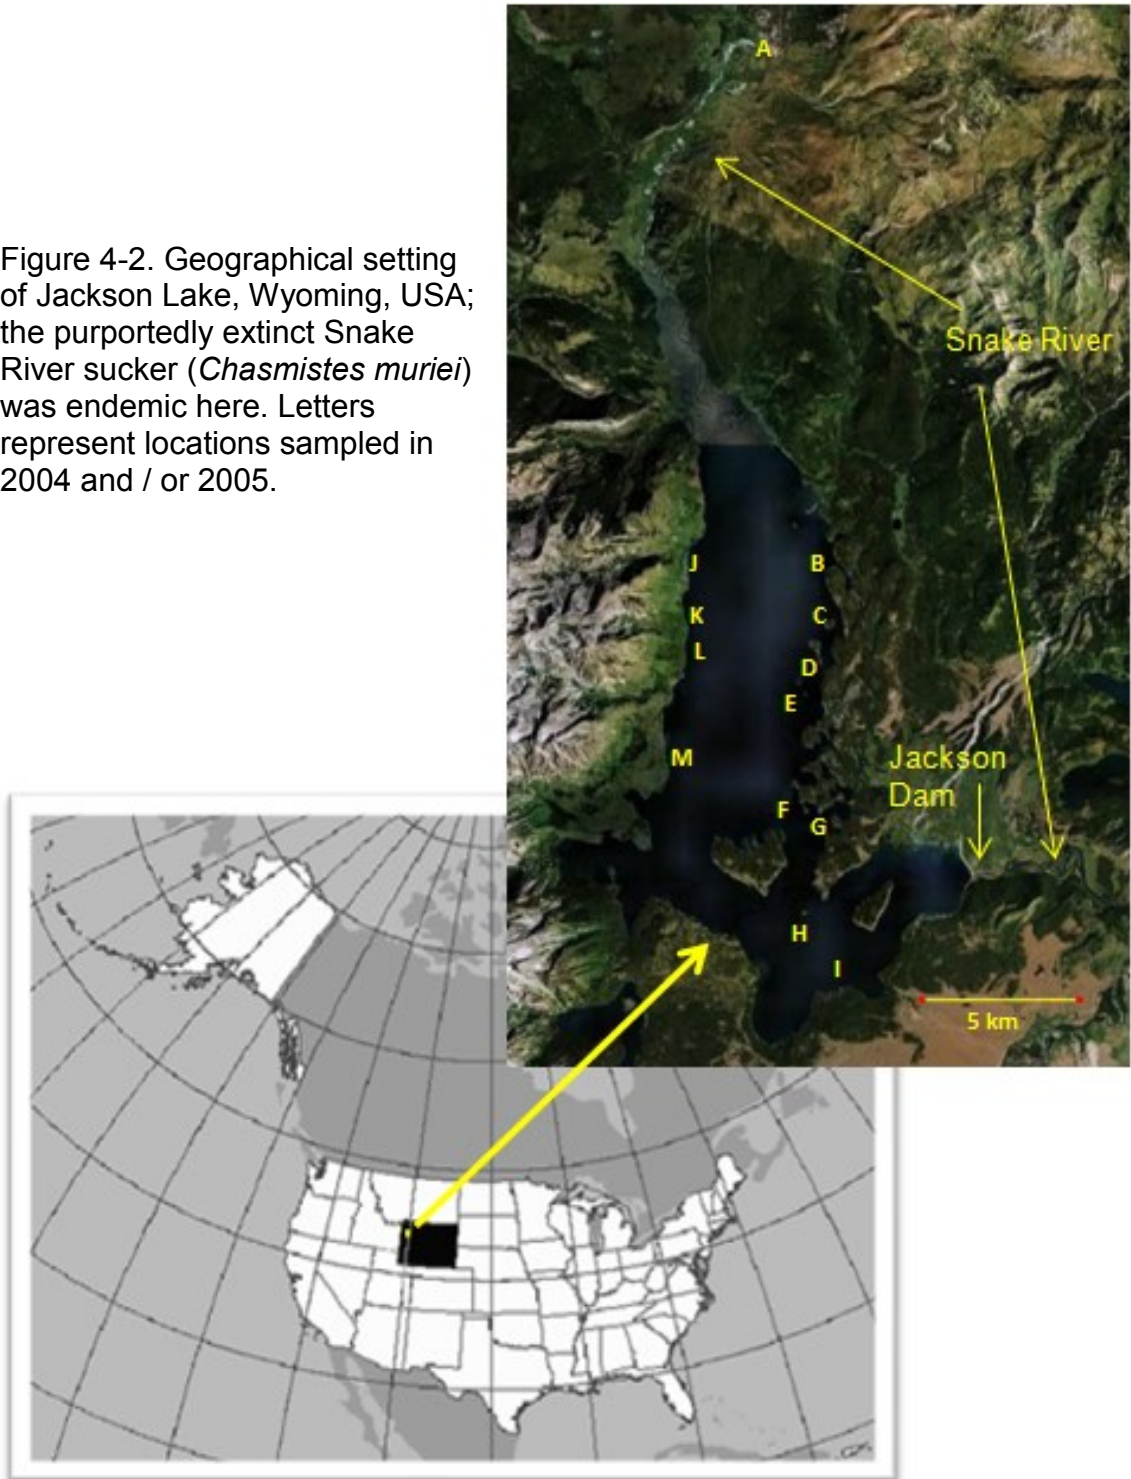 Figure 4-2. Geographical setting
of Jackson Lake, Wyoming, USA;
the purportedly extinct Snake
River sucker (Chasmistes muriei)
was endemic here. Letters
represent locations sampled in
2004 and / or 2005.
A
Snake River
J
B
K
C
L
D
E
M
Jackson
Dam
F
G
H
I
5 km